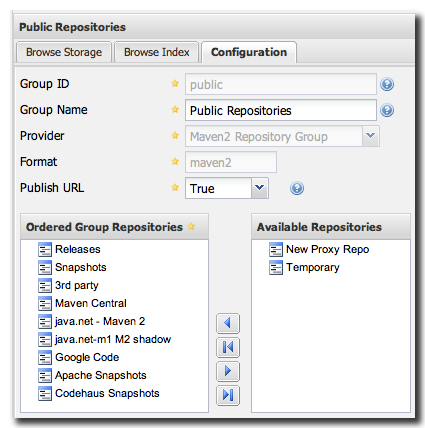 Public Repositories
Browse Storage Browse Index Configuration
Group ID public
Group Name Public Repositories
Provider Maven2 Repository Group
Format maven2
Publish URL True
Ordered Group Repositories Available Repositories
Releases New Proxy Repo
Snapshots Temporary
3rd party
Maven Central
java.net - Maven 2
java.net-m1 M2 shadow
Google Code
Apache Snapshots
Codehaus Snapshots